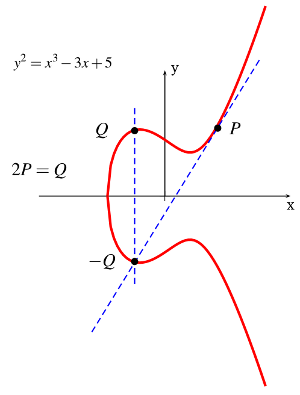 y² = x³ − 3x + 5
y
Q
P
2P = Q
x
−Q